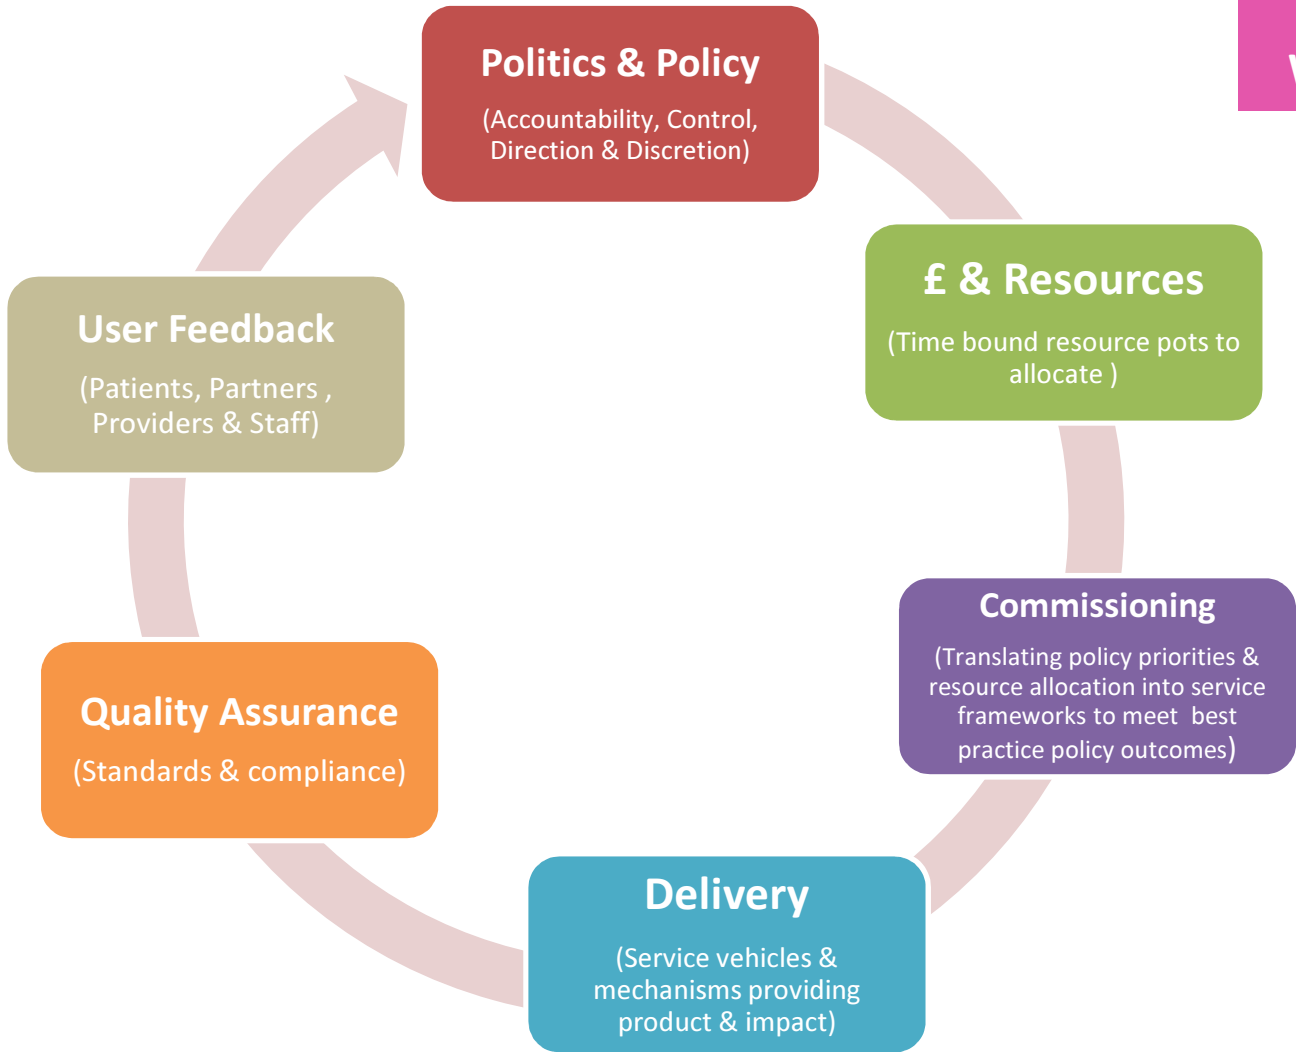 Politics & Policy
(Accountability, Control,
Direction & Discretion)
£ & Resources
(Time bound resource pots to
allocate )
Commissioning
(Translating policy priorities &
resource allocation into service
frameworks to meet  best
practice policy outcomes)
Delivery
(Service vehicles &
mechanisms providing
product & impact)
Quality Assurance
(Standards & compliance)
User Feedback
(Patients, Partners ,
Providers & Staff)